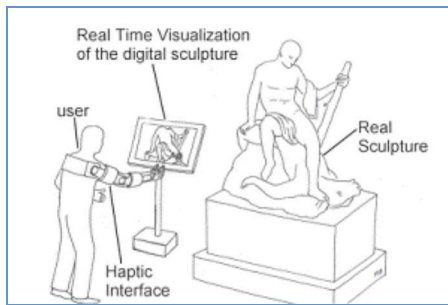 Real Time Visualization
of the digital sculpture
user
Real
Sculpture
Haptic
Interface